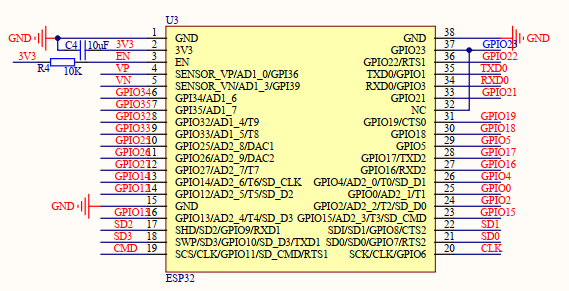 U3
GND 1 GND GND 38 GND
C4 10uF 3V3 2 3V3 GPIO23 37 GPIO23
3V3 R4 10K EN 3 EN GPIO22/RTS1 36 GPIO22
VP 4 SENSOR_VP/AD1_0/GPI36 TXD0/GPIO1 35 TXD0
VN 5 SENSOR_VN/AD1_3/GPI39 RXD0/GPIO3 34 RXD0
GPIO34 6 GPI34/AD1_6 GPIO21 33 GPIO21
GPIO35 7 GPI35/AD1_7 NC 32
GPIO32 8 GPIO32/AD1_4/T9 GPIO19/CTS0 31 GPIO19
GPIO33 9 GPIO33/AD1_5/T8 GPIO18 30 GPIO18
GPIO25 10 GPIO25/AD2_8/DAC1 GPIO5 29 GPIO5
GPIO26 11 GPIO26/AD2_9/DAC2 GPIO17/TXD2 28 GPIO17
GPIO27 12 GPIO27/AD2_7/T7 GPIO16/RXD2 27 GPIO16
GPIO14 13 GPIO14/AD2_6/T6/SD_CLK GPIO4/AD2_0/T0/SD_D1 26 GPIO4
GPIO12 14 GPIO12/AD2_5/T5/SD_D2 GPIO0/AD2_1/T1 25 GPIO0
GND 15 GND GPIO2/AD2_2/T2/SD_D0 24 GPIO2
GPIO13 16 GPIO13/AD2_4/T4/SD_D3 GPIO15/AD2_3/T3/SD_CMD 23 GPIO15
SD2 17 SHD/SD2/GPIO9/RXD1 SDI/SD1/GPIO8/CTS2 22 SD1
SD3 18 SWP/SD3/GPIO10/SD_D3/TXD1 SD0/SD0/GPIO7/RTS2 21 SD0
CMD 19 SCS/CLK/GPIO11/SD_CMD/RTS1 SCK/CLK/GPIO6 20 CLK
ESP32